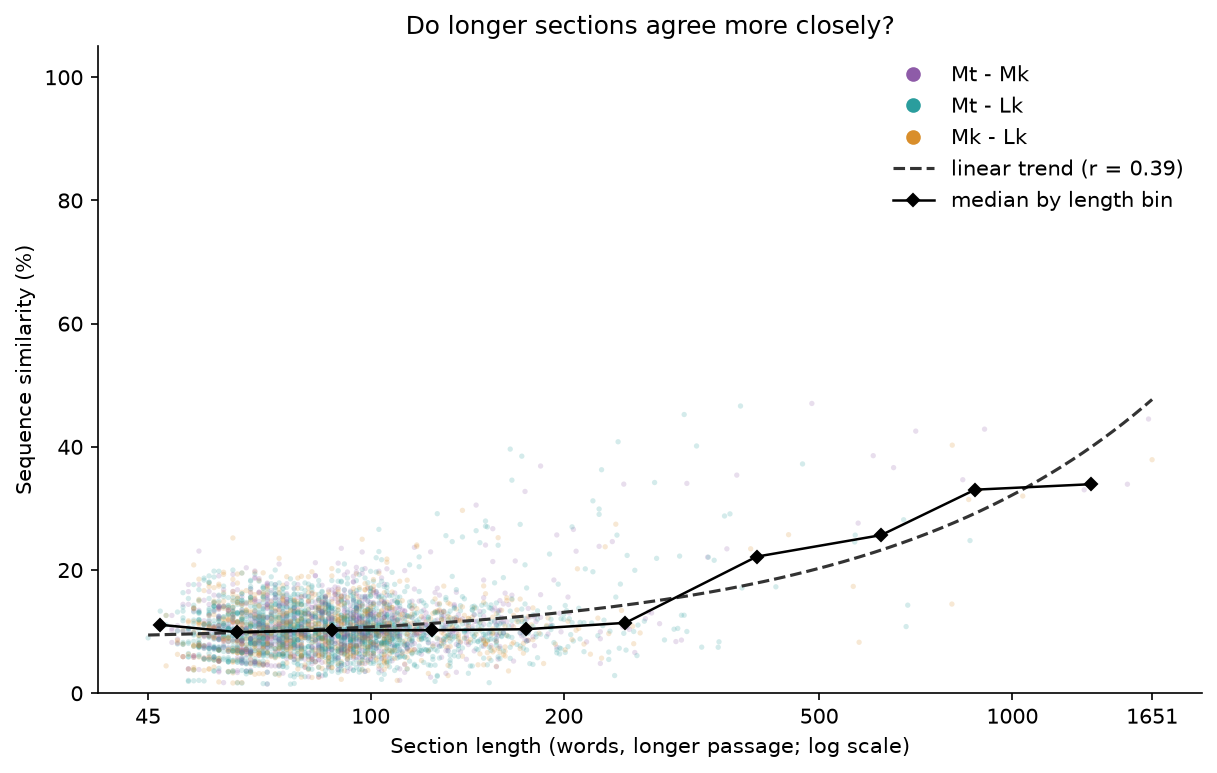 Do longer sections agree more closely?
Mt - Mk
Mt - Lk
Mk - Lk
linear trend (r = 0.39)
median by length bin
Sequence similarity (%)
100
80
60
40
20
0
45
100
200
500
1000
1651
Section length (words, longer passage; log scale)